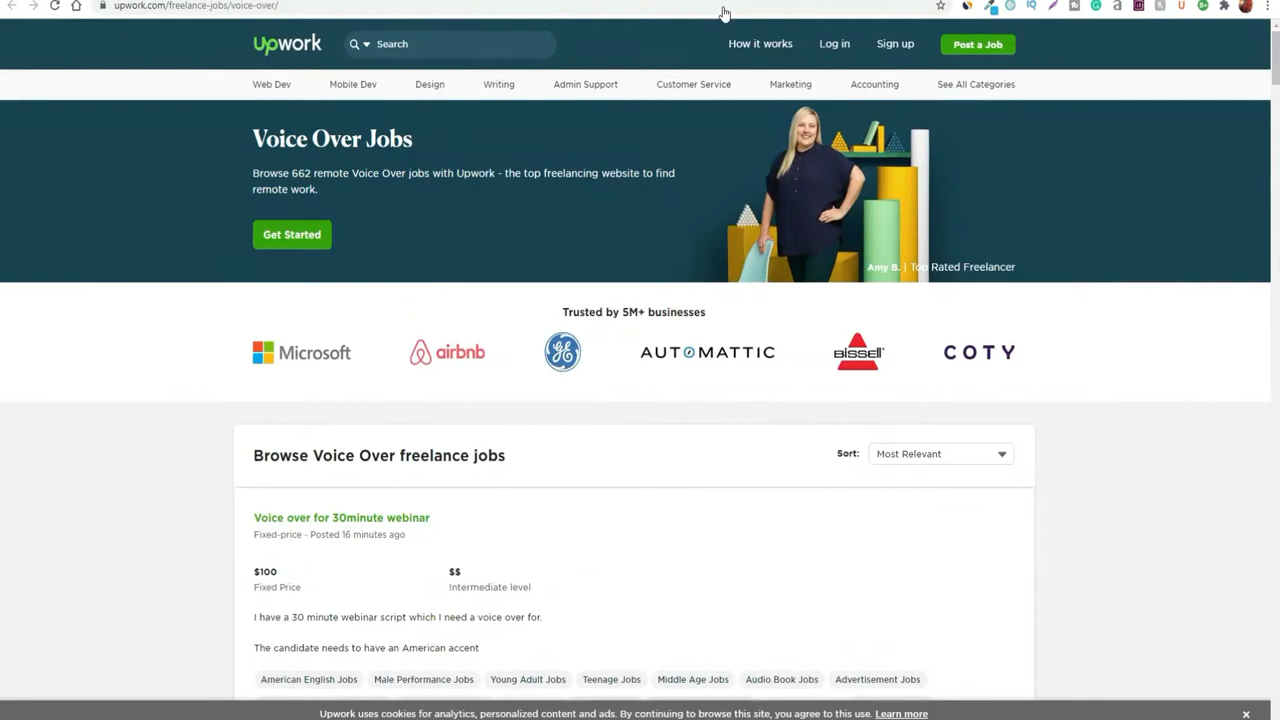 upwork.com/freelance-jobs/voice-over/
upwork
Search
How it works
Log in
Sign up
Post a Job
Web Dev
Mobile Dev
Design
Writing
Admin Support
Customer Service
Marketing
Accounting
See All Categories
Voice Over Jobs
Browse 662 remote Voice Over jobs with Upwork - the top freelancing website to find
remote work.
Get Started
Amy B. | Top Rated Freelancer
Trusted by 5M+ businesses
Microsoft
airbnb
GE
AUTOMATTIC
BISSELL
COTY
Browse Voice Over freelance jobs
Sort:
Most Relevant
Voice over for 30minute webinar
Fixed-price - Posted 16 minutes ago
$100
$$
Fixed Price
Intermediate level
I have a 30 minute webinar script which I need a voice over for.
The candidate needs to have an American accent
American English Jobs
Male Performance Jobs
Young Adult Jobs
Teenage Jobs
Middle Age Jobs
Audio Book Jobs
Advertisement Jobs
Upwork uses cookies for analytics, personalized content and ads. By continuing to browse this site, you agree to this use. Learn more